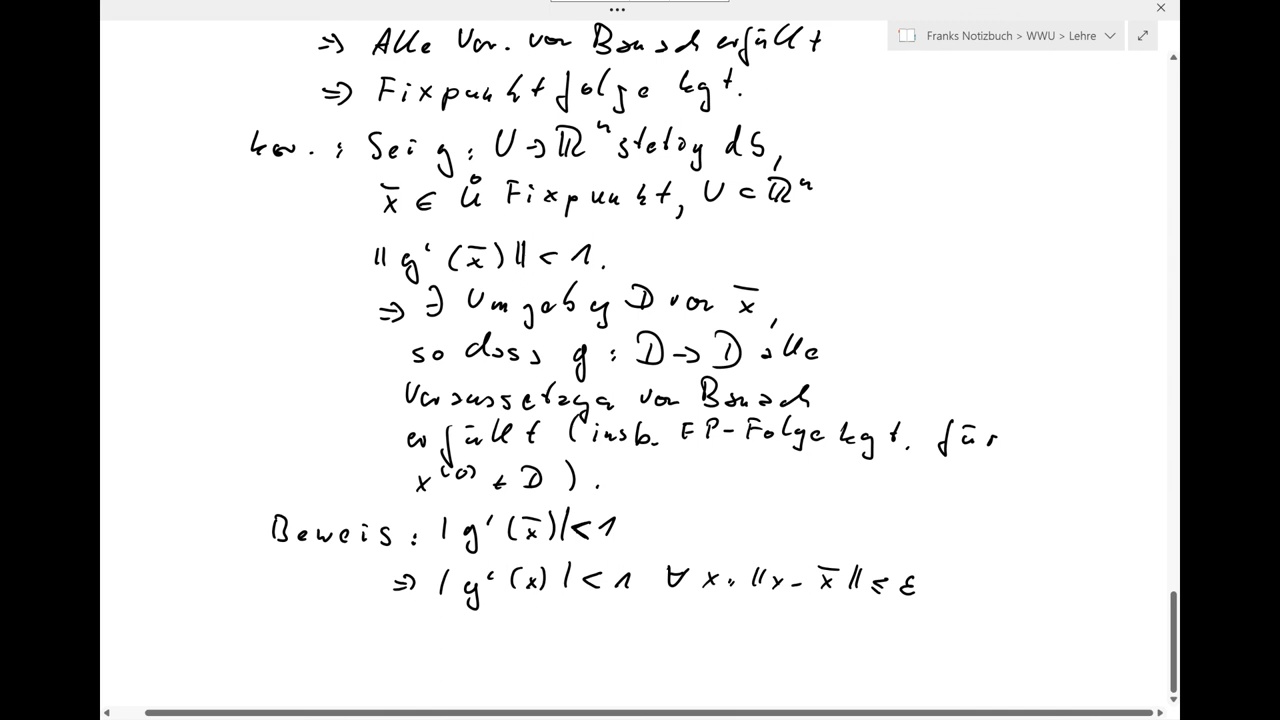 Franks Notizbuch > WWU > Lehre
⇒ Alle Vor. von Banach erfüllt
⇒ Fixpunktfolge kgt.
Kor.: Sei g: U → ℝⁿ stetig db,
x̄ ∈ Ů Fixpunkt, U ⊂ ℝⁿ
‖g'(x̄)‖ < 1.
⇒ ∃ Umgebg D von x̄,
so dass g: D → D alle
Voraussetzgn von Banach
erfüllt (insb. FP-Folge kgt. für
x⁽⁰⁾ ∈ D).
Beweis: |g'(x̄)| < 1
⇒ |g'(x)| < 1 ∀ x: ‖x - x̄‖ ≤ ε